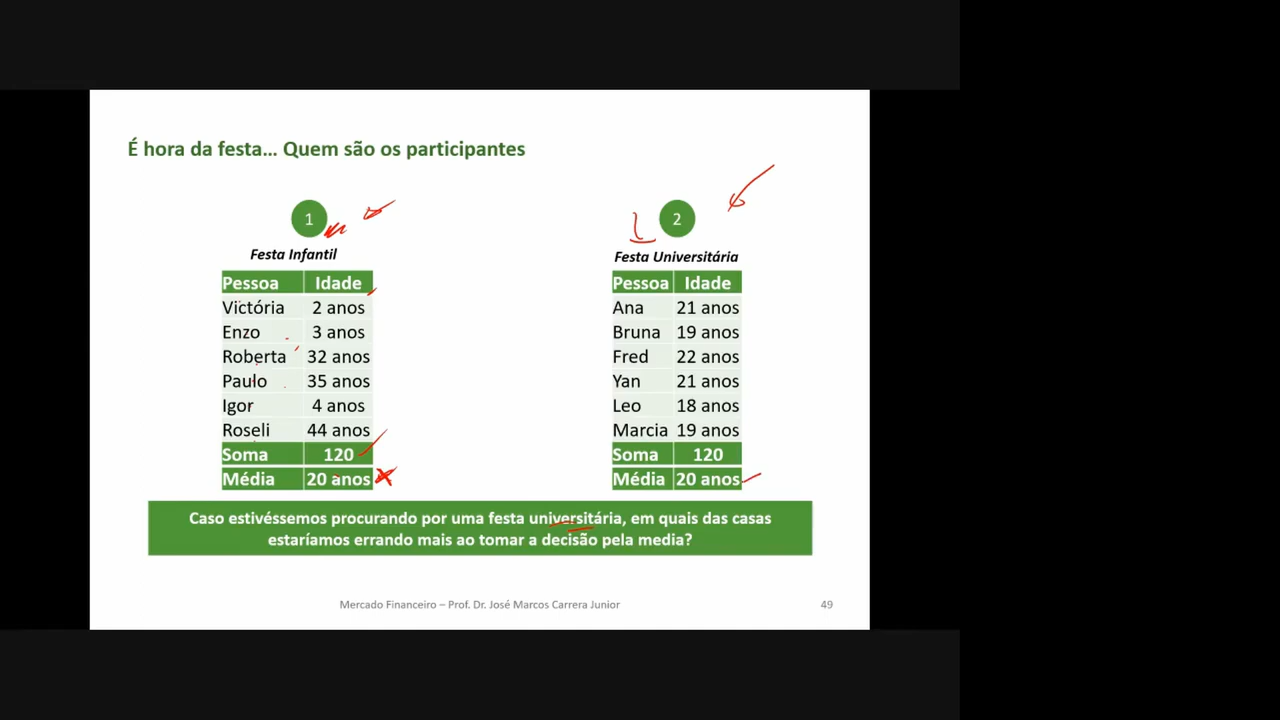 É hora da festa... Quem são os participantes
1
Festa Infantil
Pessoa Idade
Victória 2 anos
Enzo 3 anos
Roberta 32 anos
Paulo 35 anos
Igor 4 anos
Roseli 44 anos
Soma 120
Média 20 anos
2
Festa Universitária
Pessoa Idade
Ana 21 anos
Bruna 19 anos
Fred 22 anos
Yan 21 anos
Leo 18 anos
Marcia 19 anos
Soma 120
Média 20 anos
Caso estivéssemos procurando por uma festa universitária, em quais das casas
estaríamos errando mais ao tomar a decisão pela media?
Mercado Financeiro – Prof. Dr. José Marcos Carrera Junior
49